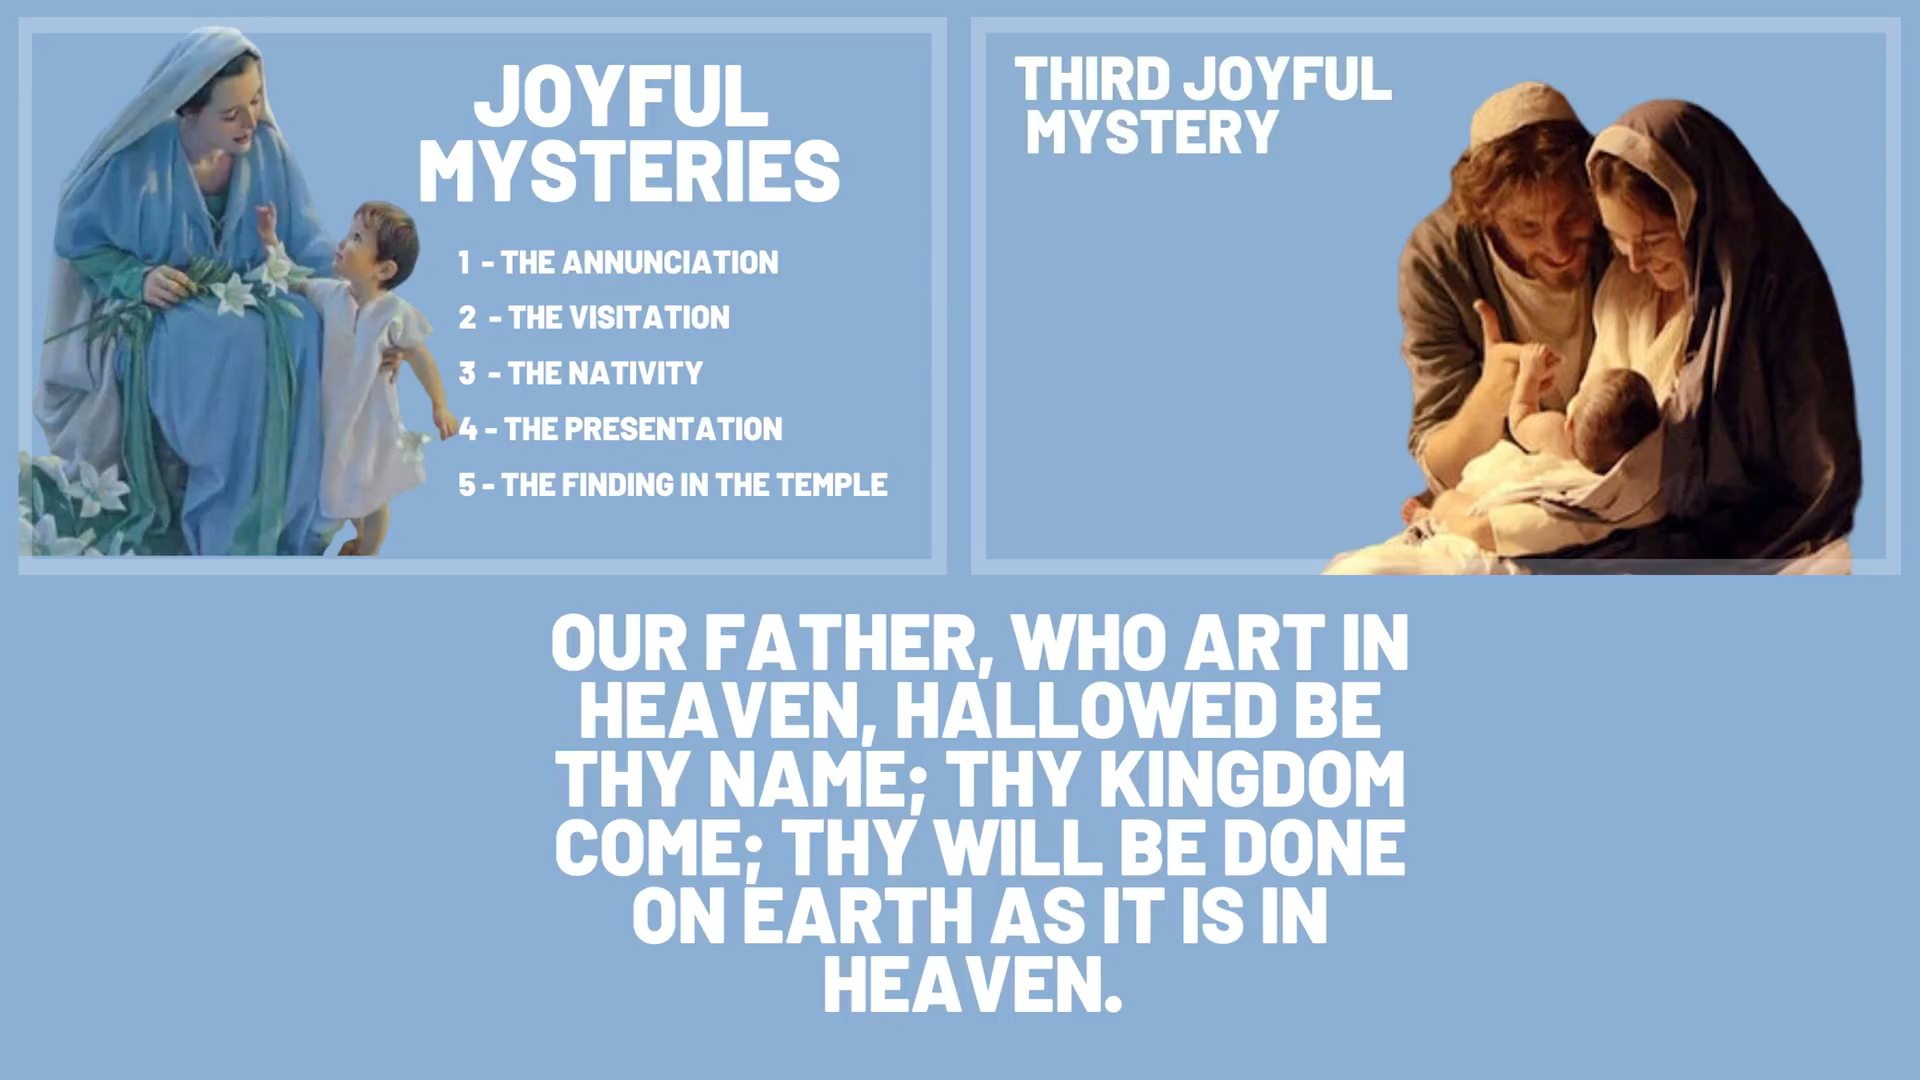 JOYFUL
MYSTERIES
1 - THE ANNUNCIATION
2 - THE VISITATION
3 - THE NATIVITY
4 - THE PRESENTATION
5 - THE FINDING IN THE TEMPLE
THIRD JOYFUL
MYSTERY
OUR FATHER, WHO ART IN
HEAVEN, HALLOWED BE
THY NAME; THY KINGDOM
COME; THY WILL BE DONE
ON EARTH AS IT IS IN
HEAVEN.